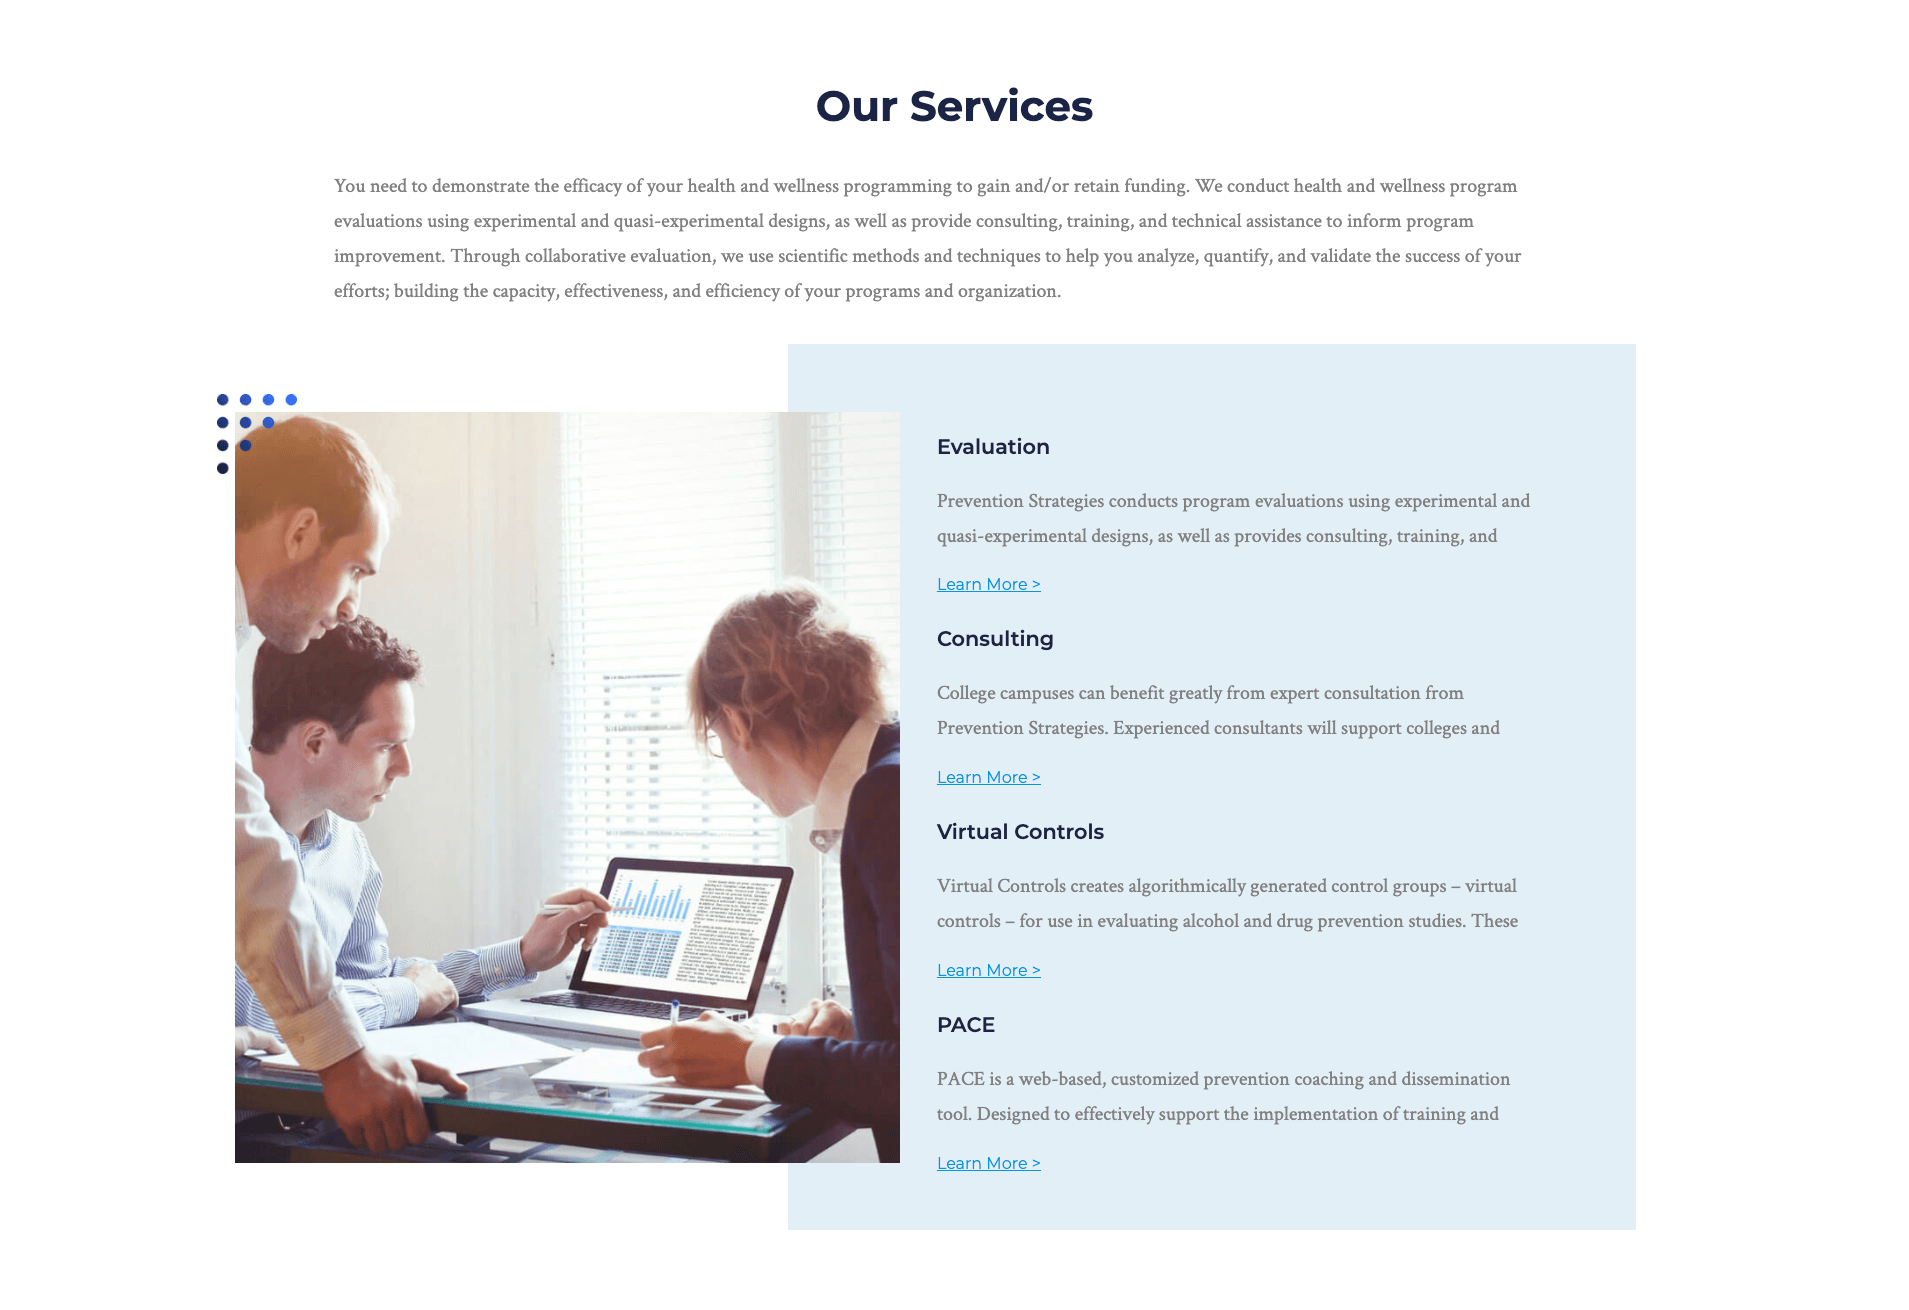 Our Services
You need to demonstrate the efficacy of your health and wellness programming to gain and/or retain funding. We conduct health and wellness program
evaluations using experimental and quasi-experimental designs, as well as provide consulting, training, and technical assistance to inform program
improvement. Through collaborative evaluation, we use scientific methods and techniques to help you analyze, quantify, and validate the success of your
efforts; building the capacity, effectiveness, and efficiency of your programs and organization.
Evaluation
Prevention Strategies conducts program evaluations using experimental and
quasi-experimental designs, as well as provides consulting, training, and
Learn More >
Consulting
College campuses can benefit greatly from expert consultation from
Prevention Strategies. Experienced consultants will support colleges and
Learn More >
Virtual Controls
Virtual Controls creates algorithmically generated control groups – virtual
controls – for use in evaluating alcohol and drug prevention studies. These
Learn More >
PACE
PACE is a web-based, customized prevention coaching and dissemination
tool. Designed to effectively support the implementation of training and
Learn More >